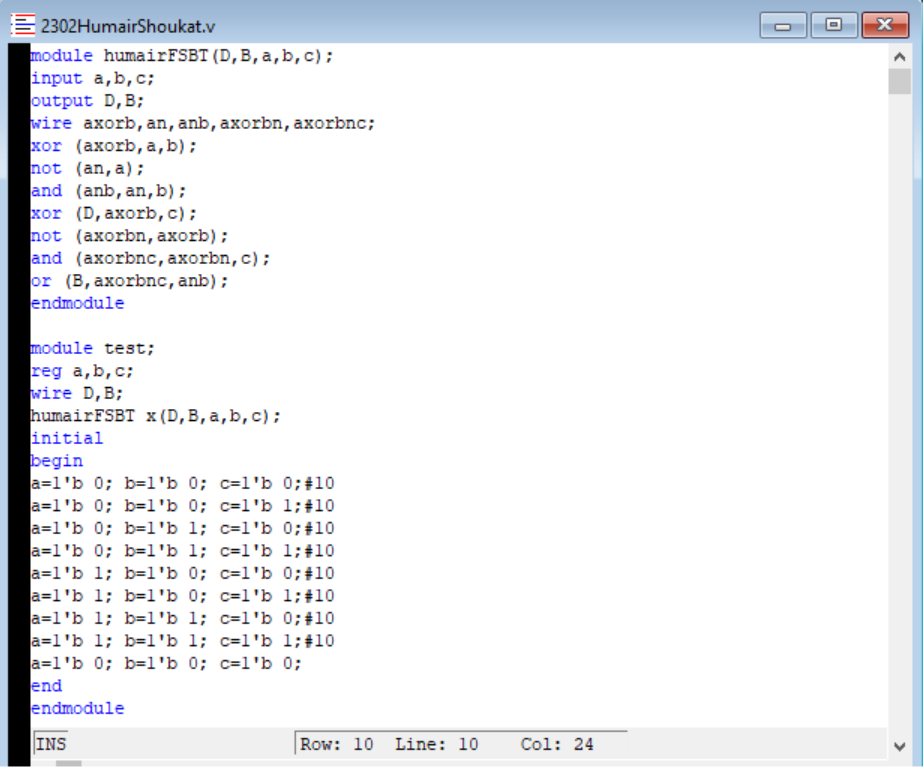 2302HumairShoukat.v
module humairFSBT(D,B,a,b,c);
input a,b,c;
output D,B;
wire axorb,an,anb,axorbn,axorbnc;
xor (axorb,a,b);
not (an,a);
and (anb,an,b);
xor (D,axorb,c);
not (axorbn,axorb);
and (axorbnc,axorbn,c);
or (B,axorbnc,anb);
endmodule
module test;
reg a,b,c;
wire D,B;
humairFSBT x(D,B,a,b,c);
initial
begin
a=1'b 0; b=1'b 0; c=1'b 0;#10
a=1'b 0; b=1'b 0; c=1'b 1;#10
a=1'b 0; b=1'b 1; c=1'b 0;#10
a=1'b 0; b=1'b 1; c=1'b 1;#10
a=1'b 1; b=1'b 0; c=1'b 0;#10
a=1'b 1; b=1'b 0; c=1'b 1;#10
a=1'b 1; b=1'b 1; c=1'b 0;#10
a=1'b 1; b=1'b 1; c=1'b 1;#10
a=1'b 0; b=1'b 0; c=1'b 0;
end
endmodule
INS Row: 10 Line: 10 Col: 24